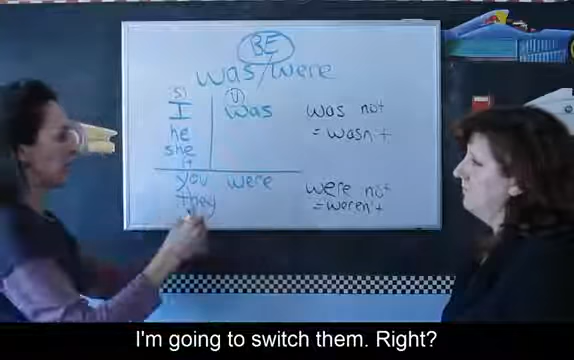 BE
was/were
(S) (V)
I was was not
he = wasn't
she
it
you were were not
they = weren't
I'm going to switch them. Right?